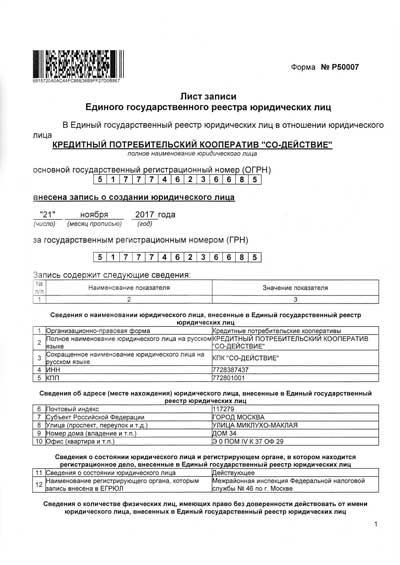 6915720A0ACA4FC86E36B9FF27D0B867
Форма № Р50007
Лист записи
Единого государственного реестра юридических лиц
В Единый государственный реестр юридических лиц в отношении юридического
лица
КРЕДИТНЫЙ ПОТРЕБИТЕЛЬСКИЙ КООПЕРАТИВ "СО-ДЕЙСТВИЕ"
полное наименование юридического лица
основной государственный регистрационный номер (ОГРН)
5 1 7 7 7 4 6 2 3 6 6 8 5
внесена запись о создании юридического лица
"21" ноября 2017 года
(число) (месяц прописью) (год)
за государственным регистрационным номером (ГРН)
5 1 7 7 7 4 6 2 3 6 6 8 5
Запись содержит следующие сведения:
№ п/п Наименование показателя Значение показателя
1 2 3
Сведения о наименовании юридического лица, внесенные в Единый государственный реестр
юридических лиц
1 Организационно-правовая форма Кредитные потребительские кооперативы
2 Полное наименование юридического лица на русском КРЕДИТНЫЙ ПОТРЕБИТЕЛЬСКИЙ КООПЕРАТИВ
языке "СО-ДЕЙСТВИЕ"
3 Сокращенное наименование юридического лица на КПК "СО-ДЕЙСТВИЕ"
русском языке
4 ИНН 7728387437
5 КПП 772801001
Сведения об адресе (месте нахождения) юридического лица, внесенные в Единый государственный
реестр юридических лиц
6 Почтовый индекс 117279
7 Субъект Российской Федерации ГОРОД МОСКВА
8 Улица (проспект, переулок и т.д.) УЛИЦА МИКЛУХО-МАКЛАЯ
9 Номер дома (владение и т.п.) ДОМ 34
10 Офис (квартира и т.п.) Э 0 ПОМ IV К 37 ОФ 29
Сведения о состоянии юридического лица и регистрирующем органе, в котором находится
регистрационное дело, внесенные в Единый государственный реестр юридических лиц
11 Сведения о состоянии юридического лица Действующее
12 Наименование регистрирующего органа, которым Межрайонная инспекция Федеральной налоговой
запись внесена в ЕГРЮЛ службы № 46 по г. Москве
Сведения о количестве физических лиц, имеющих право без доверенности действовать от имени
юридического лица, внесенных в Единый государственный реестр юридических лиц
1